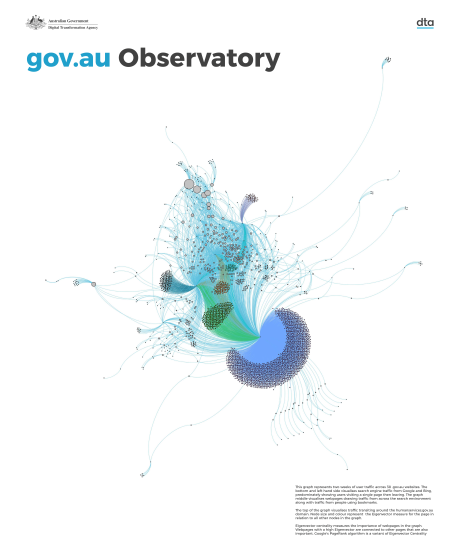 Australian Government
Digital Transformation Agency
dta
gov.au Observatory
This graph represents two weeks of user traffic across 56 gov.au websites. The
bottom and left hand side visualises search engine traffic from Google and Bing
predominately showing users visiting a single page then leaving. The graph
middle visualises webpages drawing traffic from across the search environment
along with traffic from people using bookmarks.
The top of the graph visualises traffic transiting around the humanservices.gov.au
domain. Node size and colour represent the Eigenvector measure for the page in
relation to all other nodes in the graph.
Eigenvector centrality measures the importance of webpages in the graph.
Webpages with a high Eigenvector are connected to other pages that are also
important. Google's PageRank algorithm is a variant of Eigenvector Centrality.